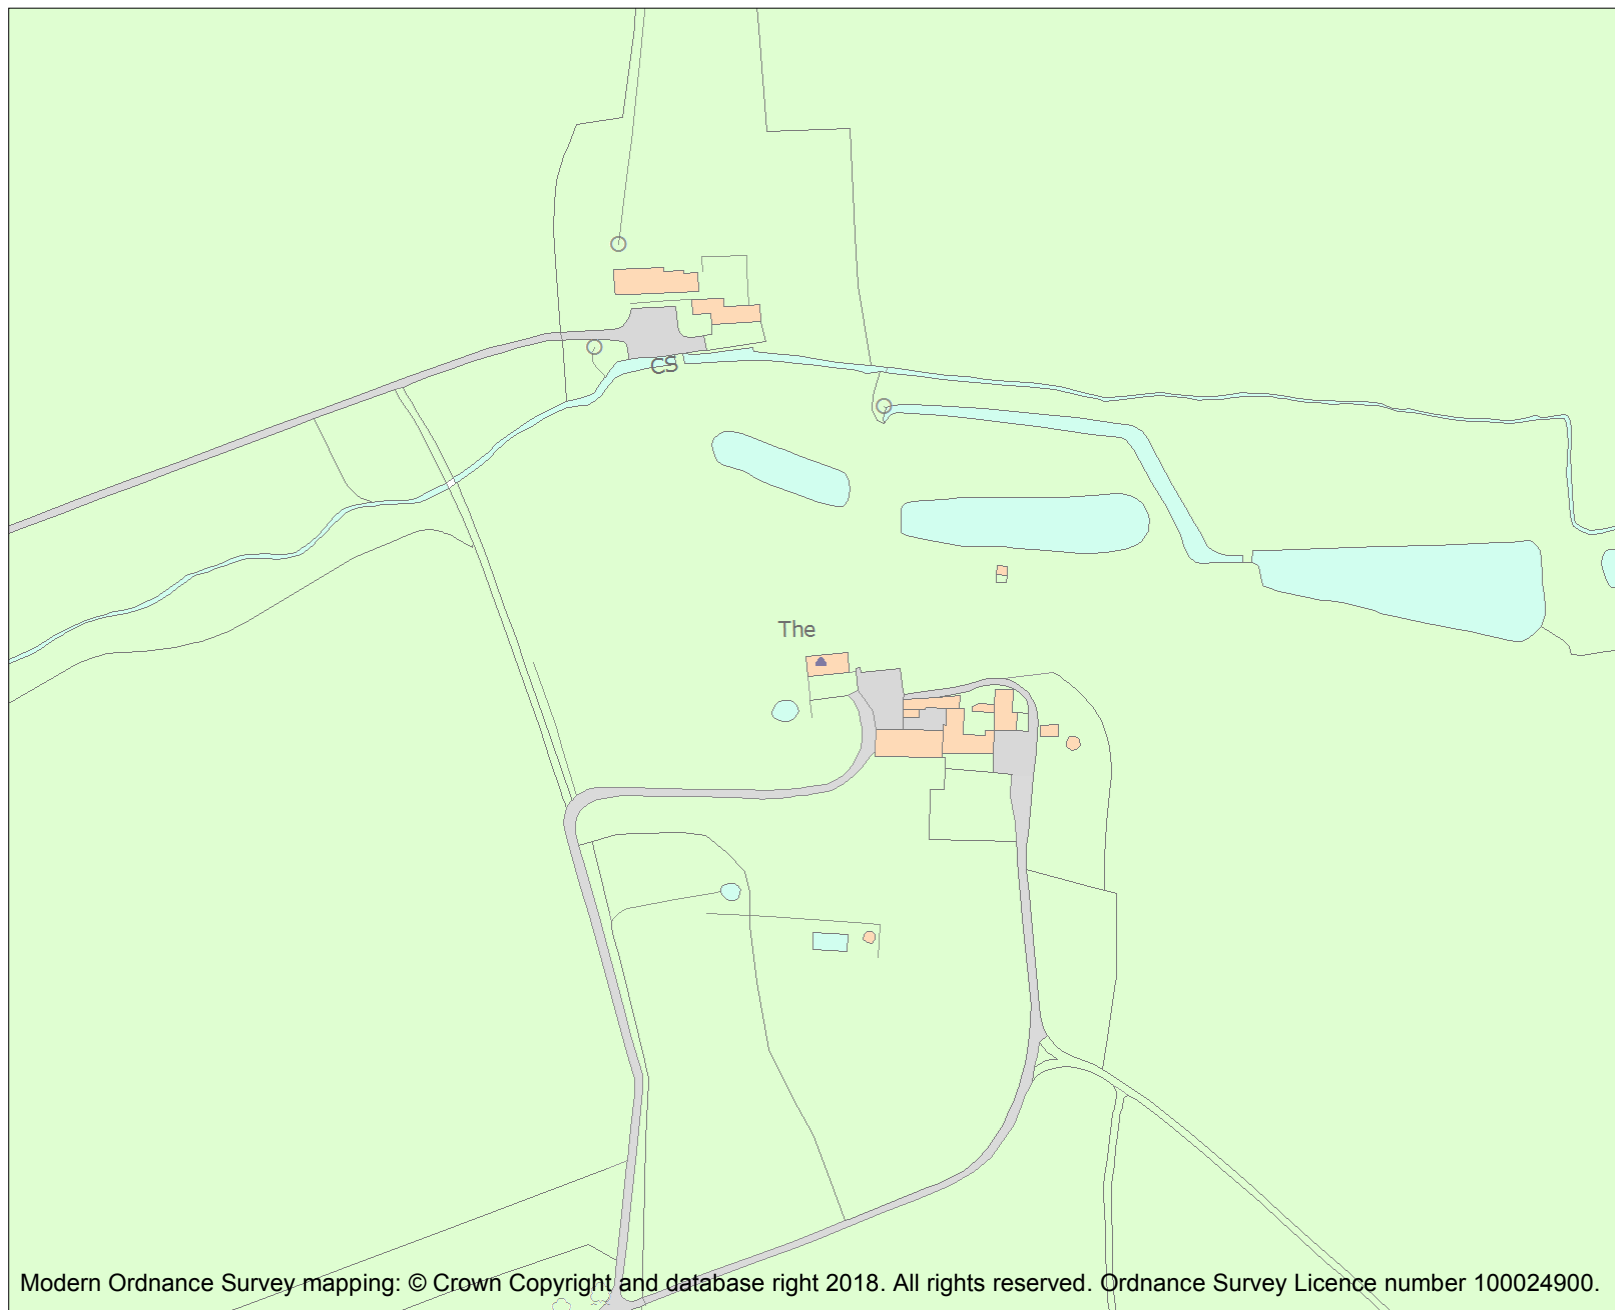 CS
The
Modern Ordnance Survey mapping: © Crown Copyright and database right 2018. All rights reserved. Ordnance Survey Licence number 100024900.